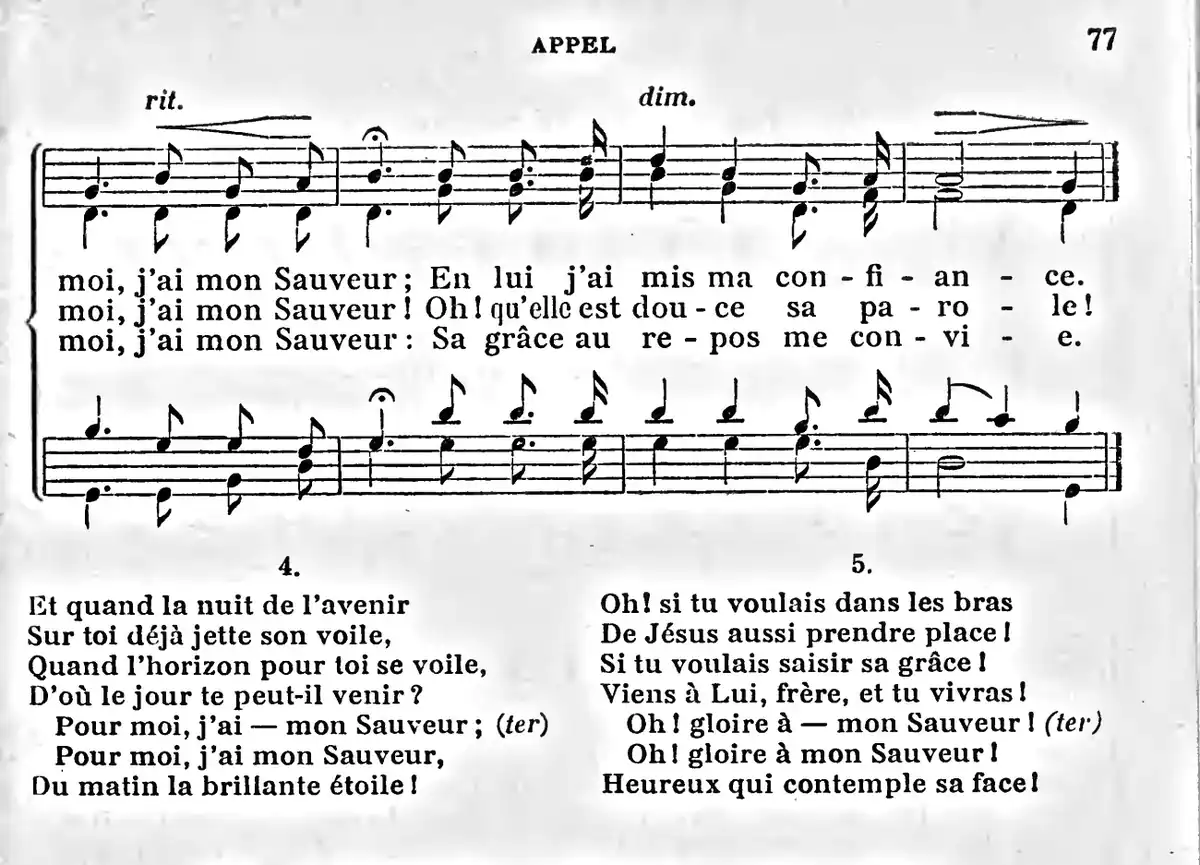 APPEL 77
rit. dim.
moi, j'ai mon Sauveur ; En lui j'ai mis ma con - fi - an - ce.
moi, j'ai mon Sauveur ! Oh ! qu'elle est dou - ce sa pa - ro - le !
moi, j'ai mon Sauveur : Sa grâce au re - pos me con - vi - e.
4.
Et quand la nuit de l'avenir
Sur toi déjà jette son voile,
Quand l'horizon pour toi se voile,
D'où le jour te peut-il venir ?
Pour moi, j'ai — mon Sauveur ; (ter)
Pour moi, j'ai mon Sauveur,
Du matin la brillante étoile !
5.
Oh! si tu voulais dans les bras
De Jésus aussi prendre place !
Si tu voulais saisir sa grâce !
Viens à Lui, frère, et tu vivras !
Oh ! gloire à — mon Sauveur ! (ter)
Oh ! gloire à mon Sauveur !
Heureux qui contemple sa face !